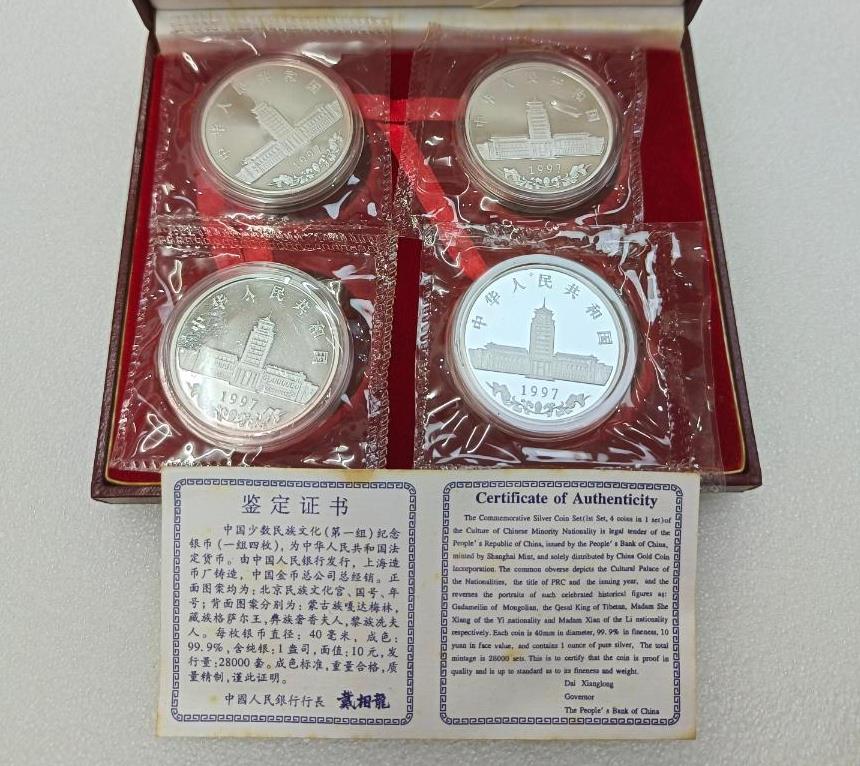 中华人民共和国
1997
中华人民共和国
1997
中华人民共和国
1997
中华人民共和国
1997
鉴定证书
中国少数民族文化(第一组)纪念
银币(一组四枚),为中华人民共和国法
定货币。由中国人民银行发行,上海造
币厂铸造,中国金币总公司总经销。正
面图案均为:北京民族文化宫、国号、年
号;背面图案分别为:蒙古族嘎达梅林,
藏族格萨尔王,彝族奢香夫人,黎族冼夫
人。每枚银币直径:40毫米,成色:
99.9%,含纯银:1盎司,面值:10元,发
行量:28000套。成色标准,重量合格,质
量精制,谨此证明。
中国人民银行行长 戴相龍
Certificate of Authenticity
The Commemorative Silver Coin Set(1st Set, 4 coins in 1 set)of
the Culture of Chinese Minority Nationality is legal tender of the
People's Republic of China, issued by the People's Bank of China,
minted by Shanghai Mint, and solely distributed by China Gold Coin
Incorporation. The common obverse depicts the Cultural Palace of
the Nationalities, the title of PRC and the issuing year, and the
reverses the portraits of such celebrated historical figures as:
Gadameilin of Mongolian, the Gesal King of Tibetan, Madam She
Xiang of the Yi nationality and Madam Xian of the Li nationality
respectively. Each coin is 40mm in diameter, 99.9% in fineness, 10
yuan in face value, and contains 1 ounce of pure silver, The total
mintage is 28000 sets. This is to certify that the coin is proof in
quality and is up to standard as to its fineness and weight.
Dai Xianglong
Governor
The People's Bank of China